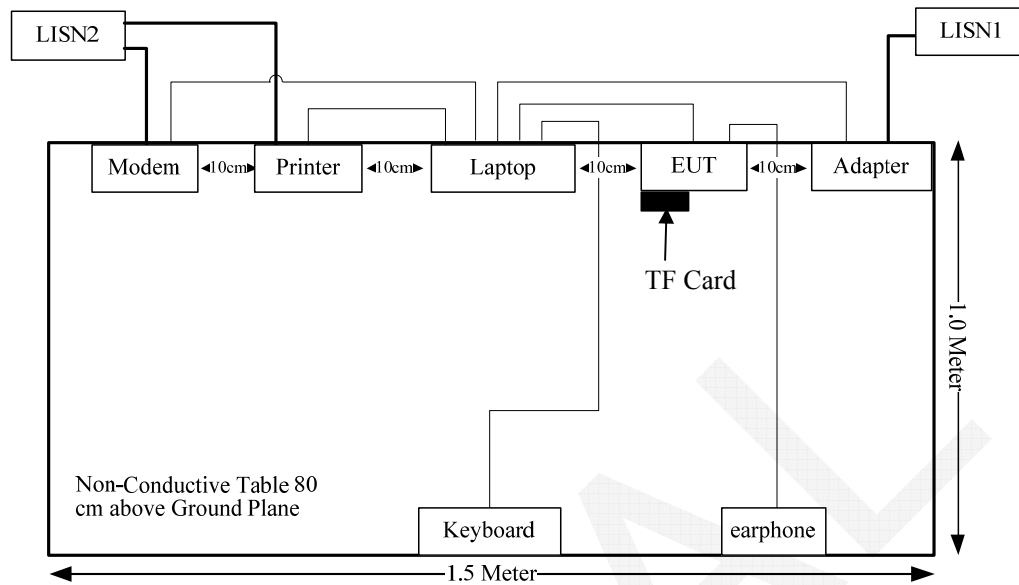 LISN2
LISN1
Modem
10cm
Printer
10cm
Laptop
10cm
EUT
10cm
Adapter
TF Card
1.0 Meter
Non-Conductive Table 80
cm above Ground Plane
Keyboard
earphone
1.5 Meter